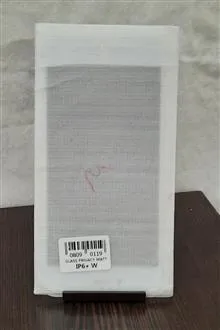 0809 0119
GLASS PRIVACY MATT
IP6+ W